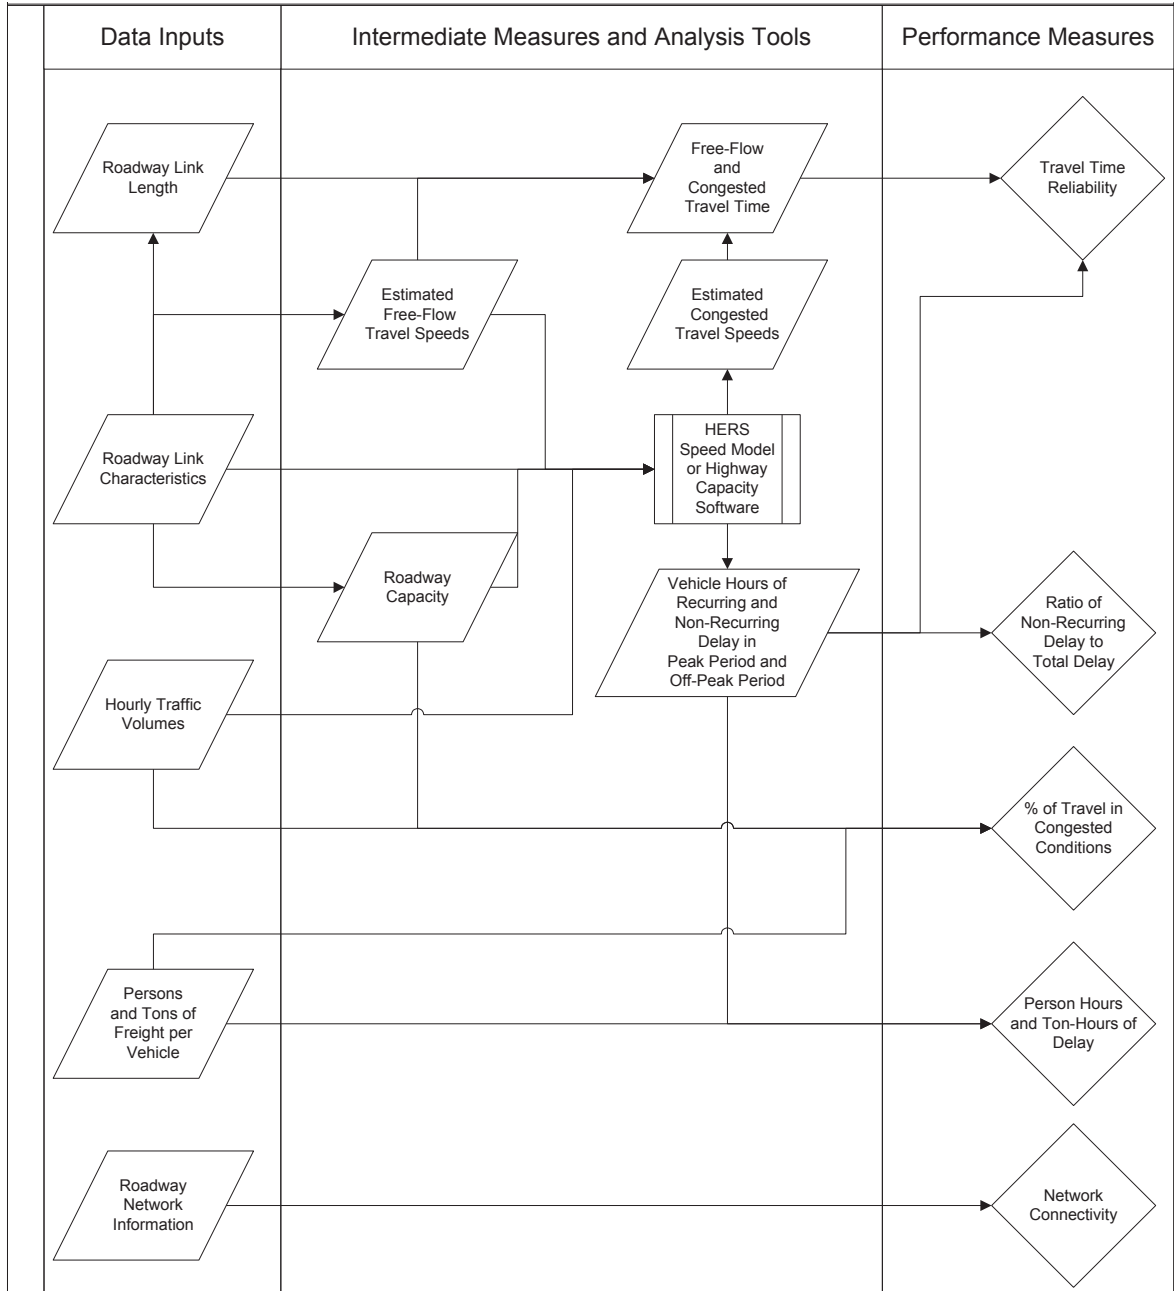 Data Inputs
Intermediate Measures and Analysis Tools
Performance Measures
Roadway Link
Length
Free-Flow
and
Congested
Travel Time
Travel Time
Reliability
Estimated
Free-Flow
Travel Speeds
Estimated
Congested
Travel Speeds
Roadway Link
Characteristics
HERS
Speed Model
or Highway
Capacity
Software
Roadway
Capacity
Vehicle Hours of
Recurring and
Non-Recurring
Delay in
Peak Period and
Off-Peak Period
Ratio of
Non-Recurring
Delay to
Total Delay
Hourly Traffic
Volumes
% of Travel in
Congested
Conditions
Persons
and Tons of
Freight per
Vehicle
Person Hours
and Ton-Hours of
Delay
Roadway
Network
Information
Network
Connectivity